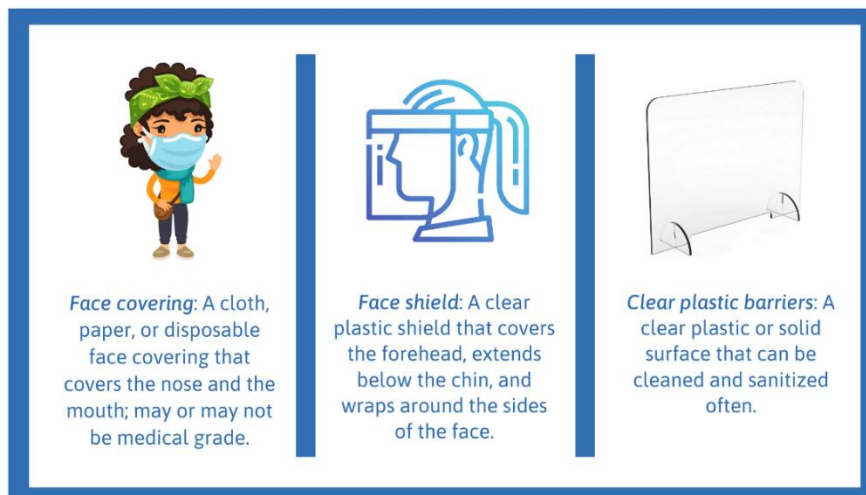 Face covering: A cloth,
paper, or disposable
face covering that
covers the nose and the
mouth; may or may not
be medical grade.
Face shield: A clear
plastic shield that covers
the forehead, extends
below the chin, and
wraps around the sides
of the face.
Clear plastic barriers: A
clear plastic or solid
surface that can be
cleaned and sanitized
often.